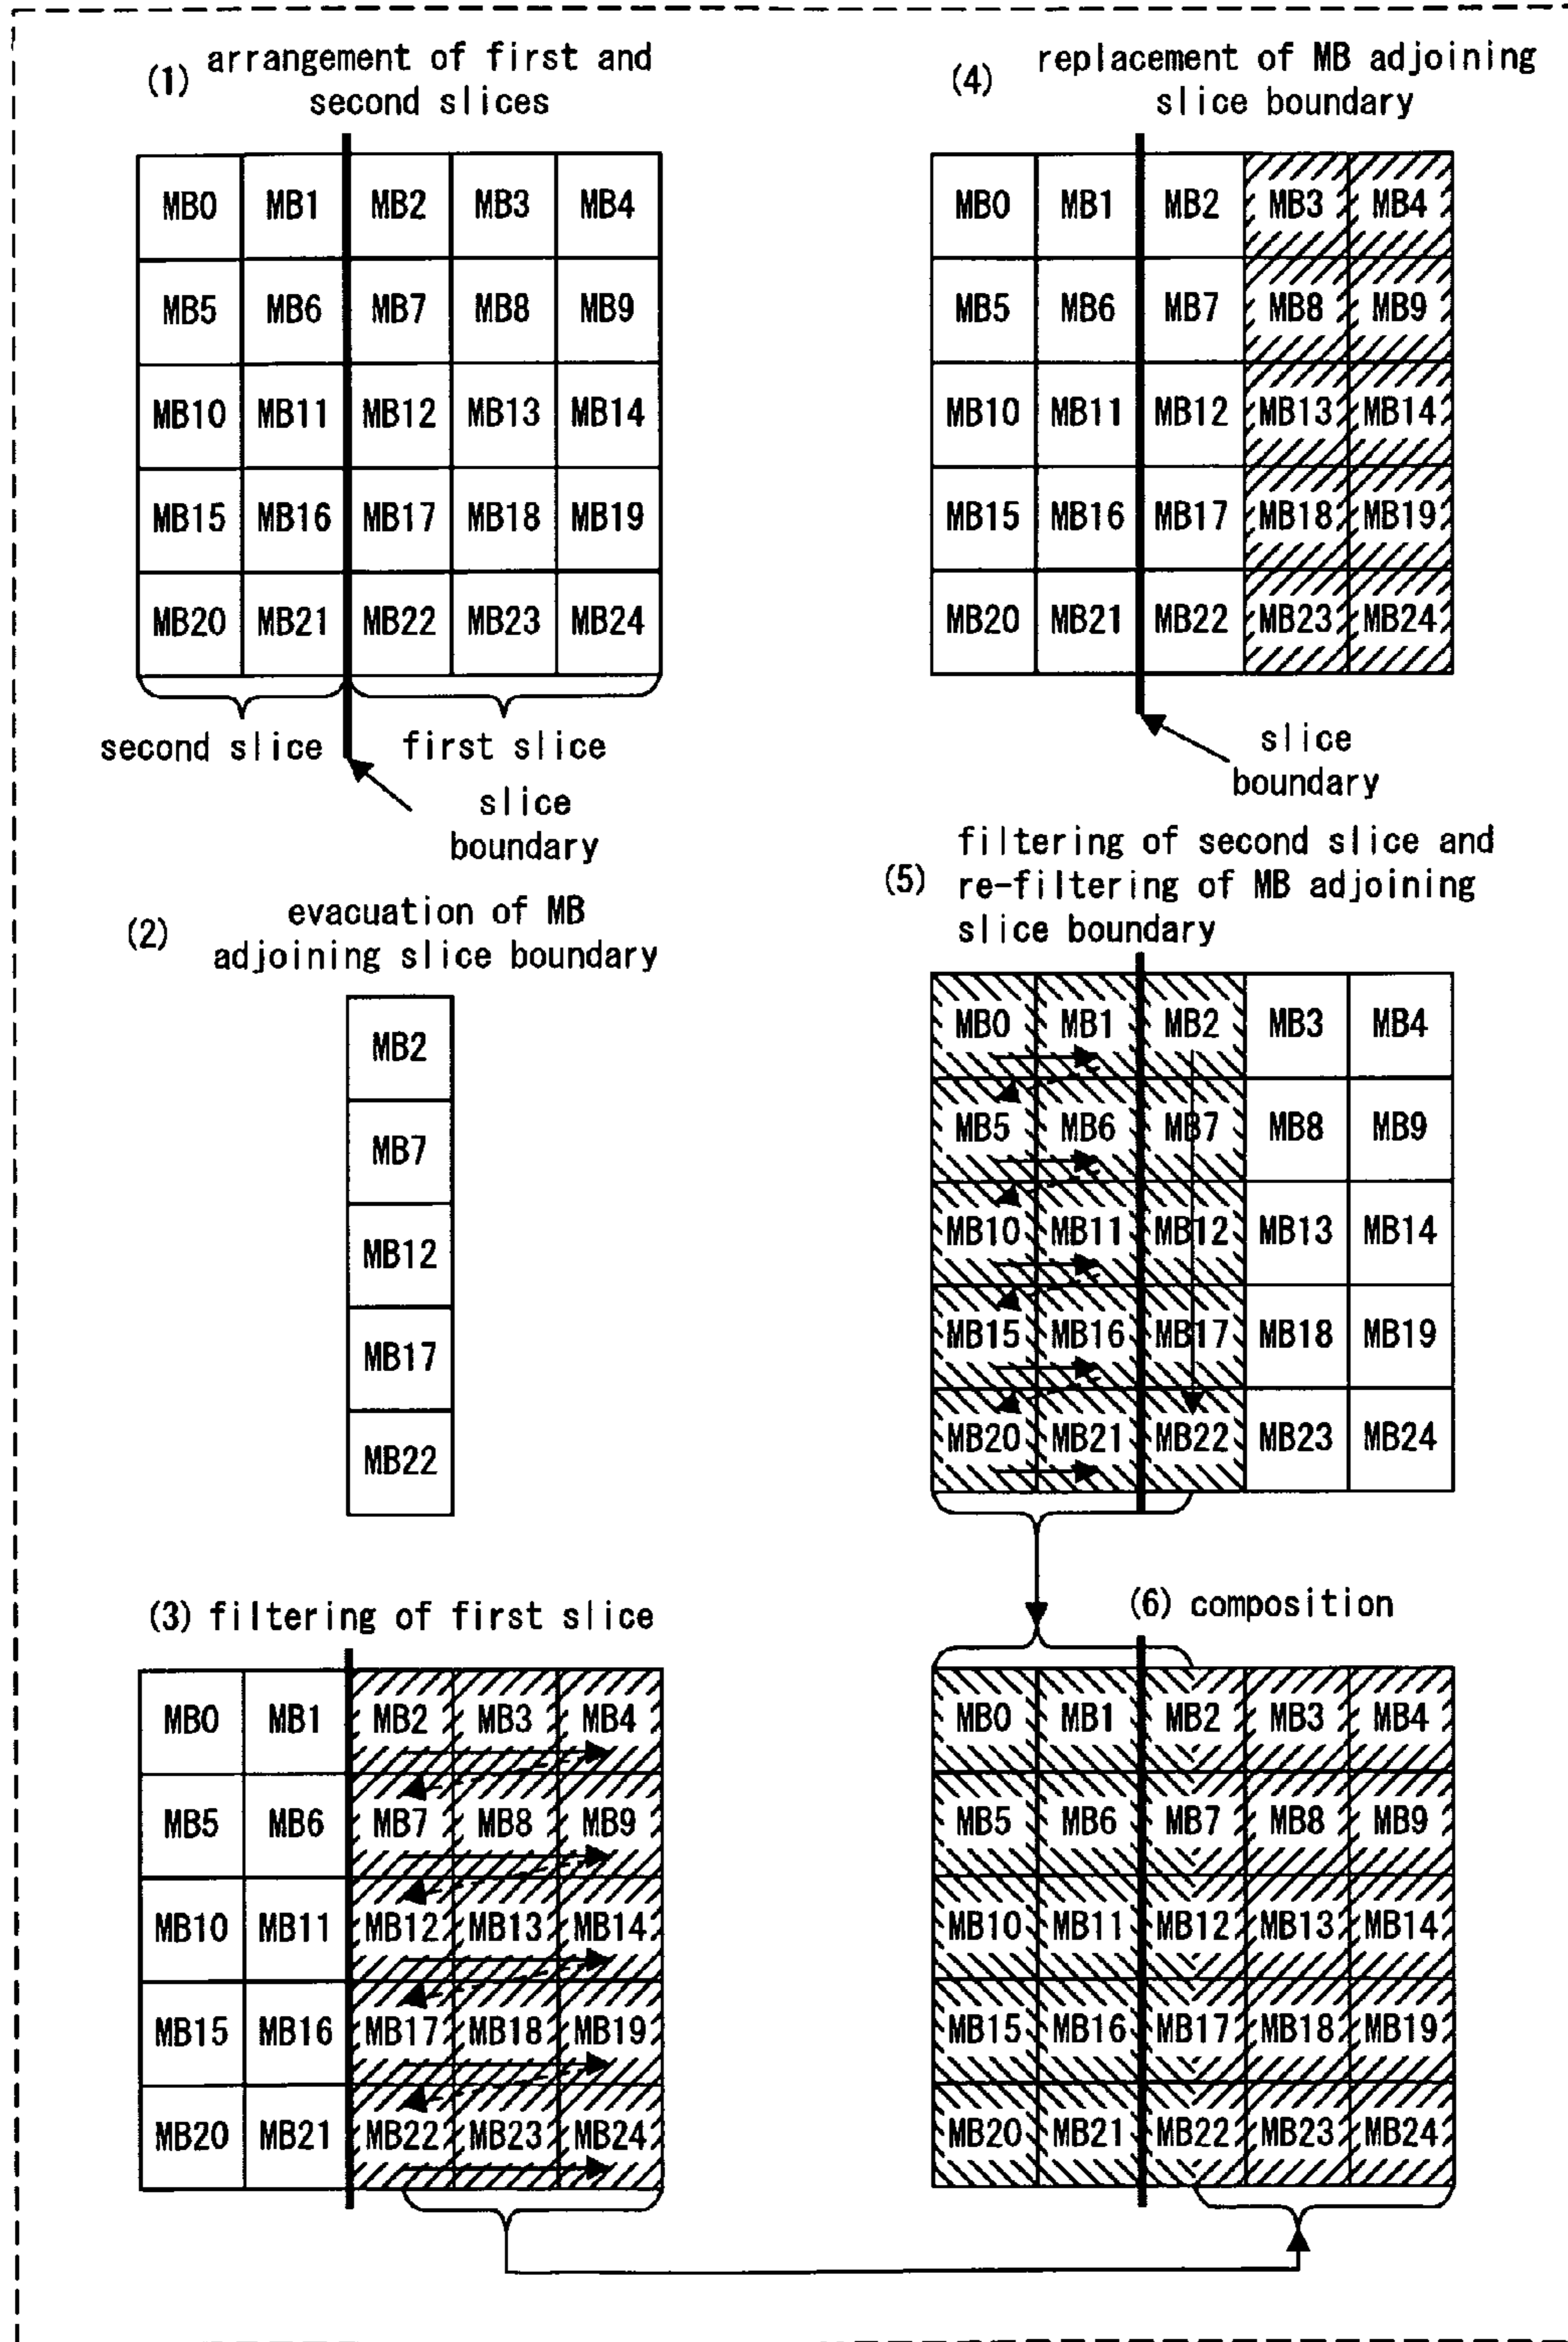 (1) arrangement of first and
second slices
MB0 MB1 MB2 MB3 MB4
MB5 MB6 MB7 MB8 MB9
MB10 MB11 MB12 MB13 MB14
MB15 MB16 MB17 MB18 MB19
MB20 MB21 MB22 MB23 MB24
second slice first slice
slice
boundary
(2) evacuation of MB
adjoining slice boundary
MB2
MB7
MB12
MB17
MB22
(3) filtering of first slice
MB0 MB1 MB2 MB3 MB4
MB5 MB6 MB7 MB8 MB9
MB10 MB11 MB12 MB13 MB14
MB15 MB16 MB17 MB18 MB19
MB20 MB21 MB22 MB23 MB24
(4) replacement of MB adjoining
slice boundary
MB0 MB1 MB2 MB3 MB4
MB5 MB6 MB7 MB8 MB9
MB10 MB11 MB12 MB13 MB14
MB15 MB16 MB17 MB18 MB19
MB20 MB21 MB22 MB23 MB24
slice
boundary
filtering of second slice and
(5) re-filtering of MB adjoining
slice boundary
MB0 MB1 MB2 MB3 MB4
MB5 MB6 MB7 MB8 MB9
MB10 MB11 MB12 MB13 MB14
MB15 MB16 MB17 MB18 MB19
MB20 MB21 MB22 MB23 MB24
(6) composition
MB0 MB1 MB2 MB3 MB4
MB5 MB6 MB7 MB8 MB9
MB10 MB11 MB12 MB13 MB14
MB15 MB16 MB17 MB18 MB19
MB20 MB21 MB22 MB23 MB24